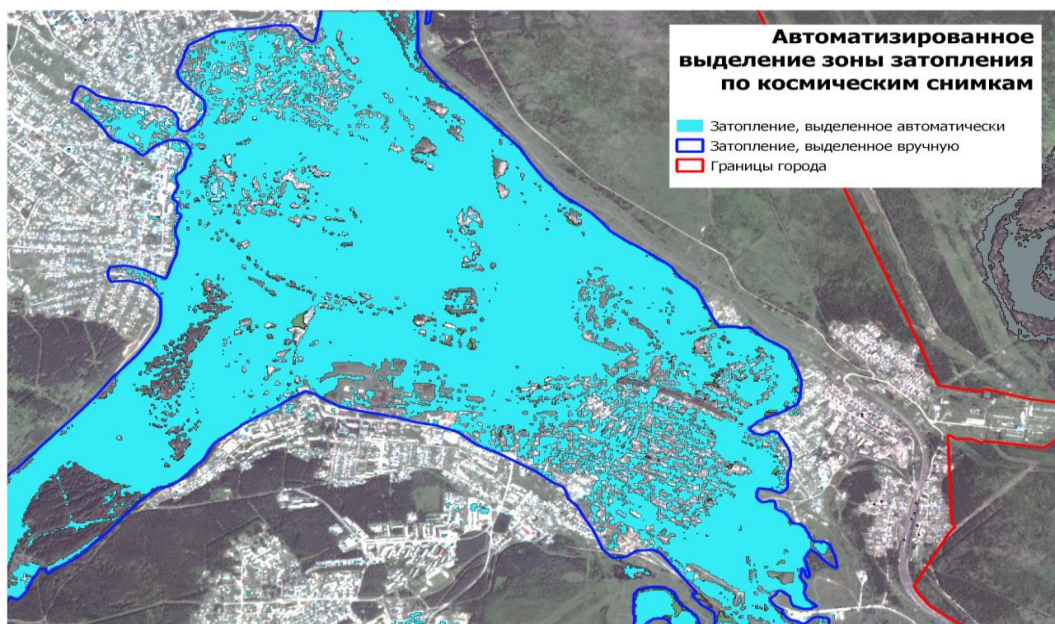 Автоматизированное
выделение зоны затопления
по космическим снимкам
Затопление, выделенное автоматически
Затопление, выделенное вручную
Границы города